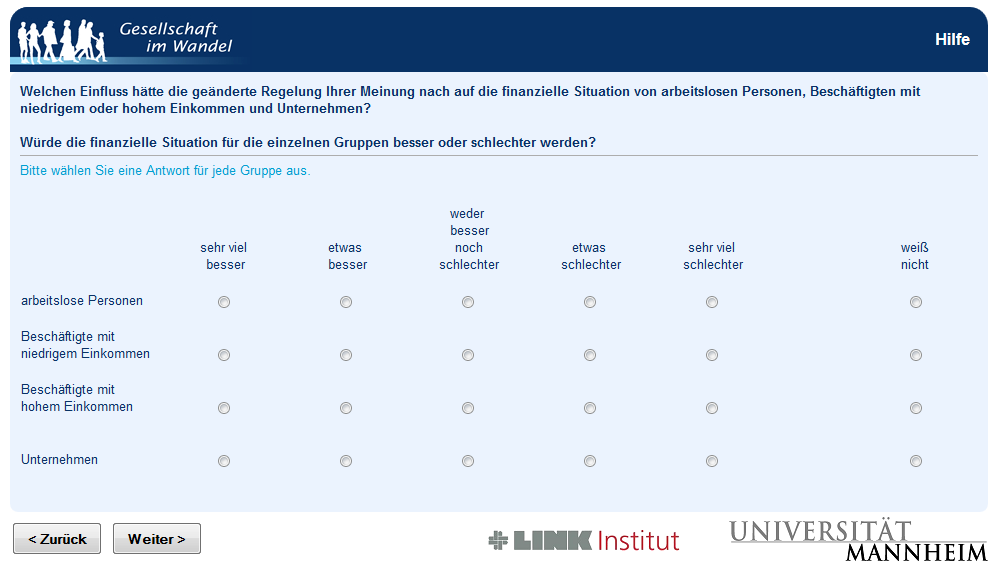 Gesellschaft
im Wandel
Hilfe
Welchen Einfluss hätte die geänderte Regelung Ihrer Meinung nach auf die finanzielle Situation von arbeitslosen Personen, Beschäftigten mit
niedrigem oder hohem Einkommen und Unternehmen?
Würde die finanzielle Situation für die einzelnen Gruppen besser oder schlechter werden?
Bitte wählen Sie eine Antwort für jede Gruppe aus.
sehr viel
besser
etwas
besser
weder
besser
noch
schlechter
etwas
schlechter
sehr viel
schlechter
weiß
nicht
arbeitslose Personen
Beschäftigte mit
niedrigem Einkommen
Beschäftigte mit
hohem Einkommen
Unternehmen
< Zurück
Weiter >
LINK Institut
UNIVERSITÄT
MANNHEIM